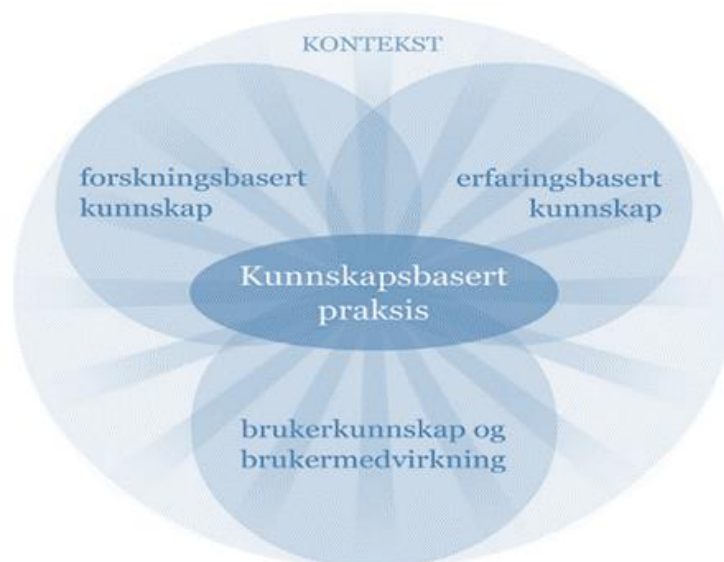 KONTEKST
forskningsbasert
kunnskap
erfaringsbasert
kunnskap
Kunnskapsbasert
praksis
brukerkunnskap og
brukermedvirkning